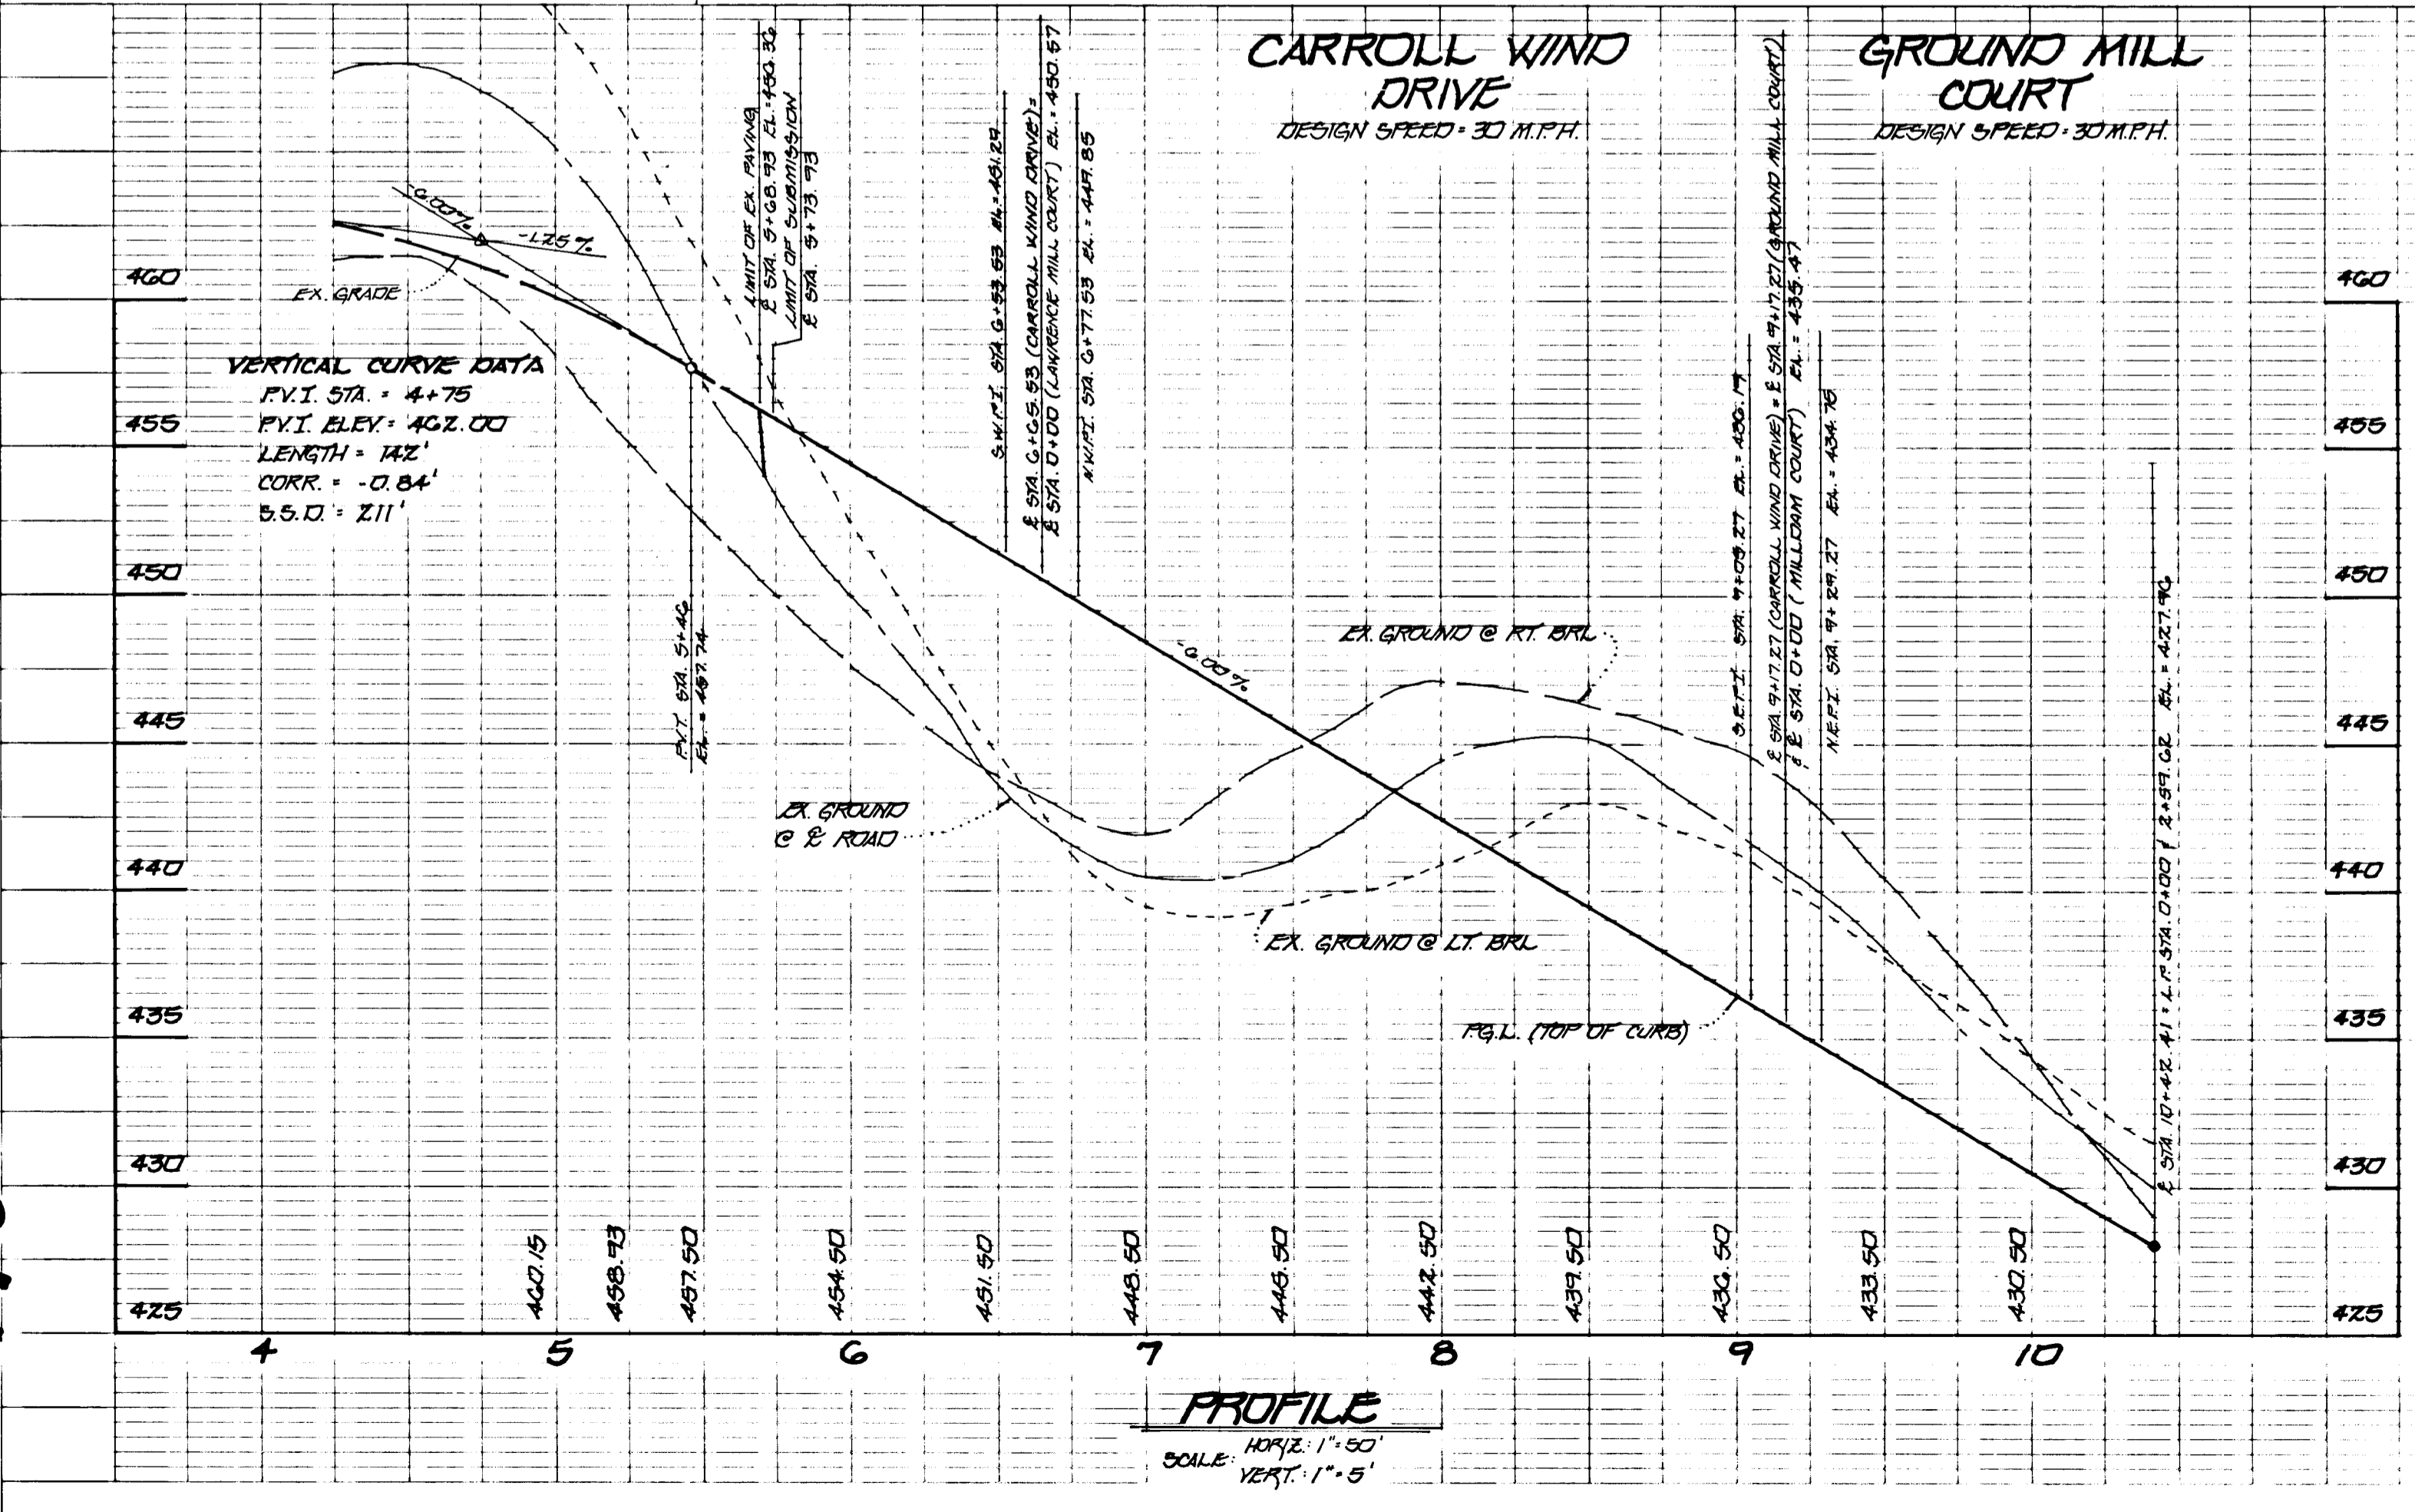 CARROLL WIND
DRIVE
DESIGN SPEED = 30 M.P.H.
GROUND MILL
COURT
DESIGN SPEED = 30 M.P.H.
-6.00%
-1.25%
EX. GRADE
VERTICAL CURVE DATA
P.V.I. STA. = 4+75
P.V.I. ELEV. = 462.00
LENGTH = 142'
CORR. = -0.84'
S.S.D. = 211'
LIMIT OF EX. PAVING
℄ STA. 5+68.93 EL. = 456.36
LIMIT OF SUBMISSION
℄ STA. 5+73.93
S.W.P.I. STA. 6+53.53 EL. = 451.29
℄ STA. 6+65.53 (CARROLL WIND DRIVE) =
℄ STA. 0+00 (LAWRENCE MILL COURT) EL. = 450.57
N.W.P.I. STA. 6+77.53 EL. = 449.85
S.E.P.I. STA. 9+05.27 EL. = 436.19
℄ STA. 9+17.27 (CARROLL WIND DRIVE) = ℄ STA. 9+17.27 (GROUND MILL COURT)
& ℄ STA. 0+00 (MILLDAM COURT) EL. = 435.47
N.E.P.I. STA. 9+29.27 EL. = 434.75
℄ STA. 10+42.41 = L.P. STA. 0+00 & 2+59.62 EL. = 427.96
P.V.T. STA. 5+46
EL. = 457.74
-6.00%
EX. GROUND @ RT. BRL
EX. GROUND
@ ℄ ROAD
EX. GROUND @ LT. BRL
P.G.L. (TOP OF CURB)
460
455
450
445
440
435
430
425
460
455
450
445
440
435
430
425
460.15
458.93
457.50
454.50
451.50
448.50
445.50
442.50
439.50
436.50
433.50
430.50
4 5 6 7 8 9 10
PROFILE
SCALE: HORIZ.: 1" = 50'
VERT.: 1" = 5'